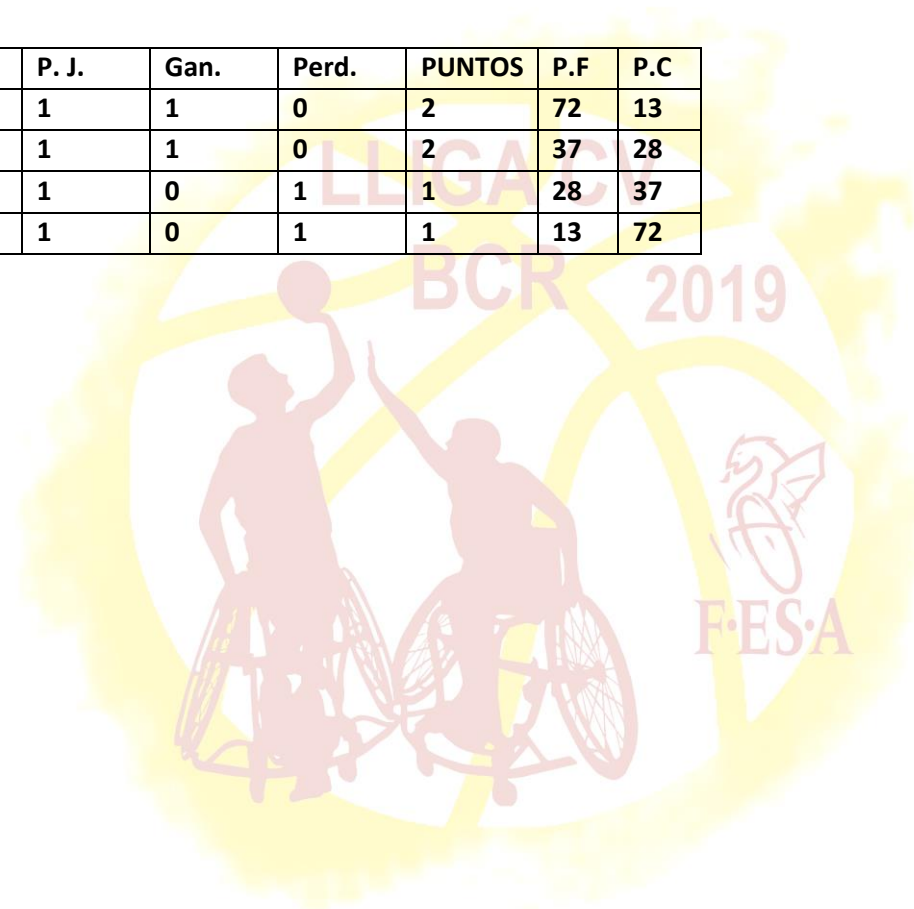 P. J. Gan. Perd. PUNTOS P.F P.C
1 1 0 2 72 13
1 1 0 2 37 28
1 0 1 1 28 37
1 0 1 1 13 72
LLIGA CV
BCR 2019
F·ES·A